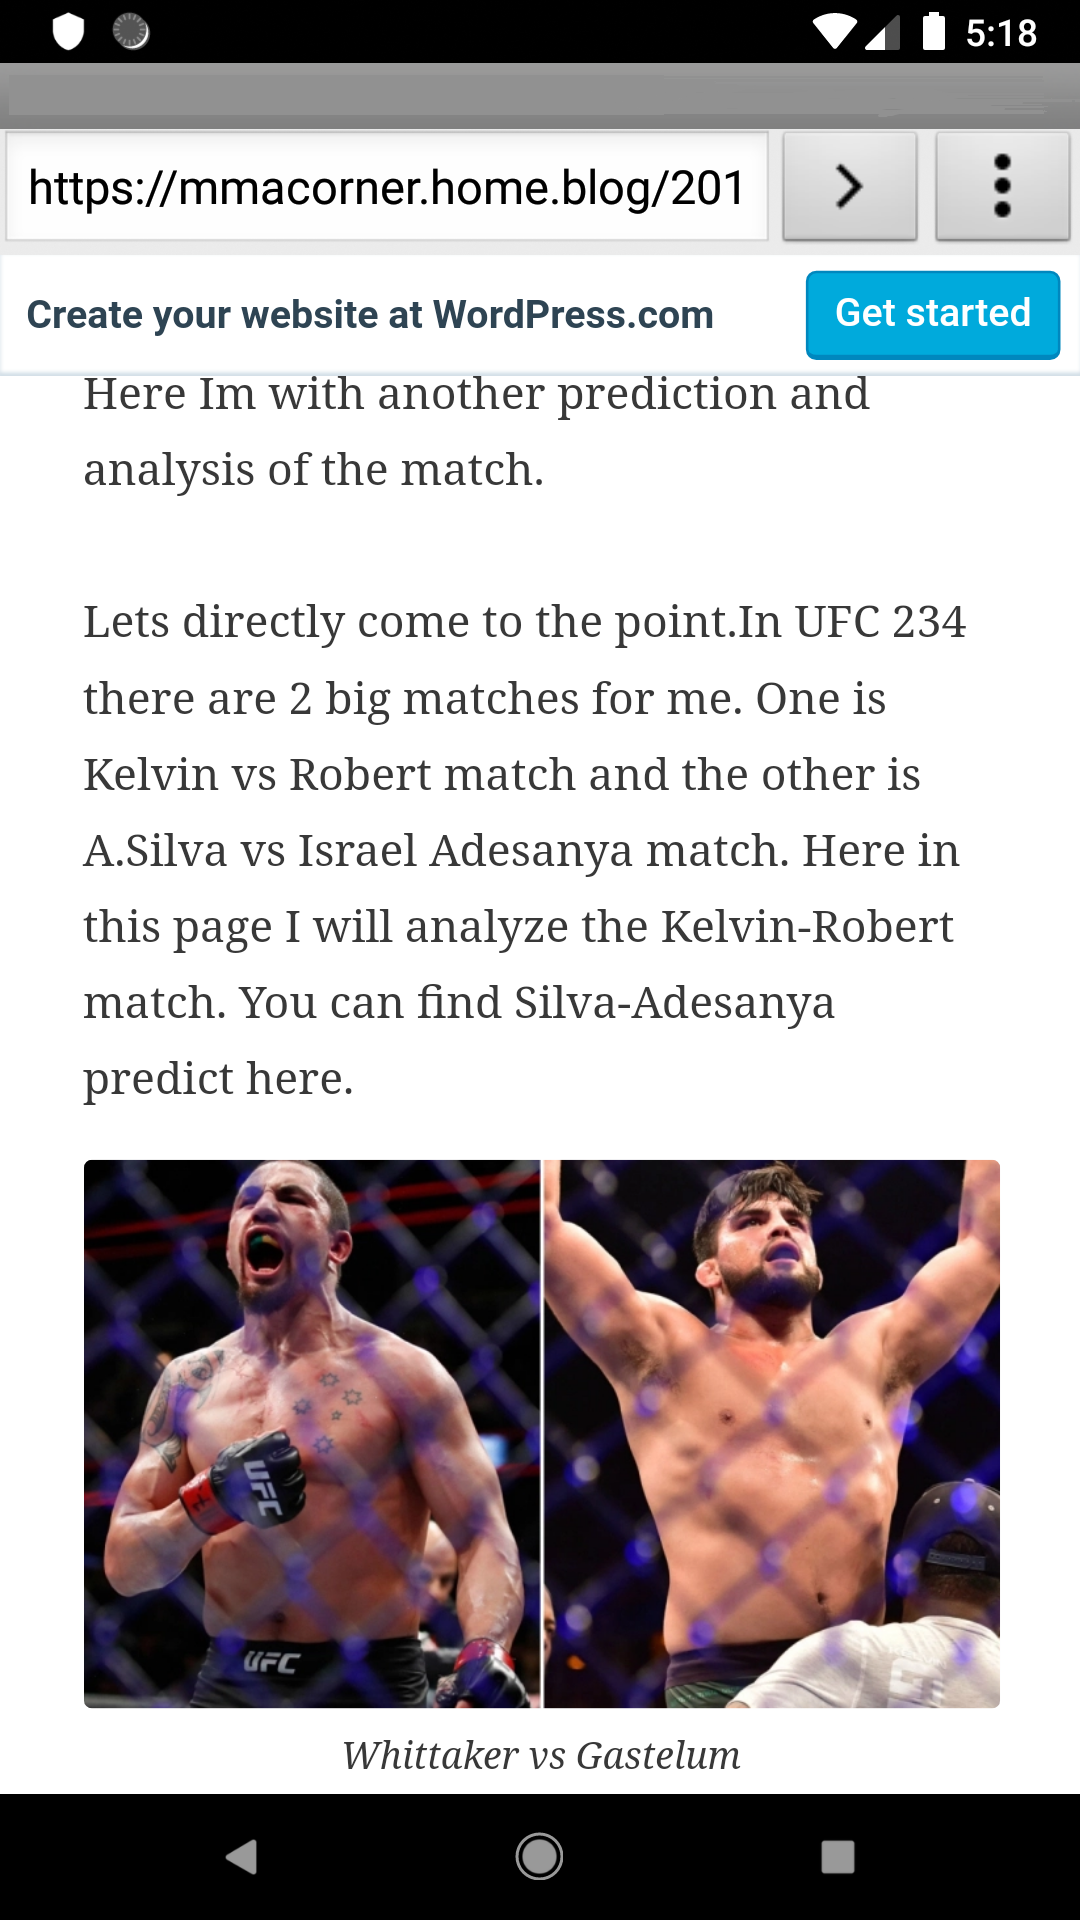 5:18
https://mmacorner.home.blog/201
Create your website at WordPress.com
Get started
Here Im with another prediction and
analysis of the match.
Lets directly come to the point.In UFC 234
there are 2 big matches for me. One is
Kelvin vs Robert match and the other is
A.Silva vs Israel Adesanya match. Here in
this page I will analyze the Kelvin-Robert
match. You can find Silva-Adesanya
predict here.
UFC
UFC
Whittaker vs Gastelum